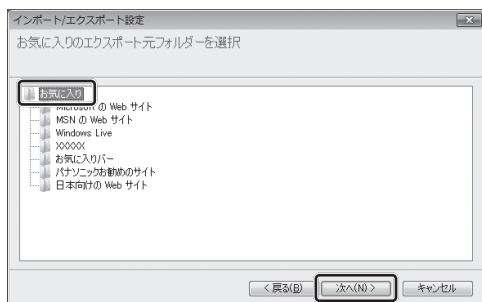 インポート/エクスポート設定
お気に入りのエクスポート元フォルダーを選択
お気に入り
Microsoft の Web サイト
MSN の Web サイト
Windows Live
XXXXX
お気に入りバー
パナソニックお勧めのサイト
日本向けの Web サイト
< 戻る(B) 次へ(N) > キャンセル